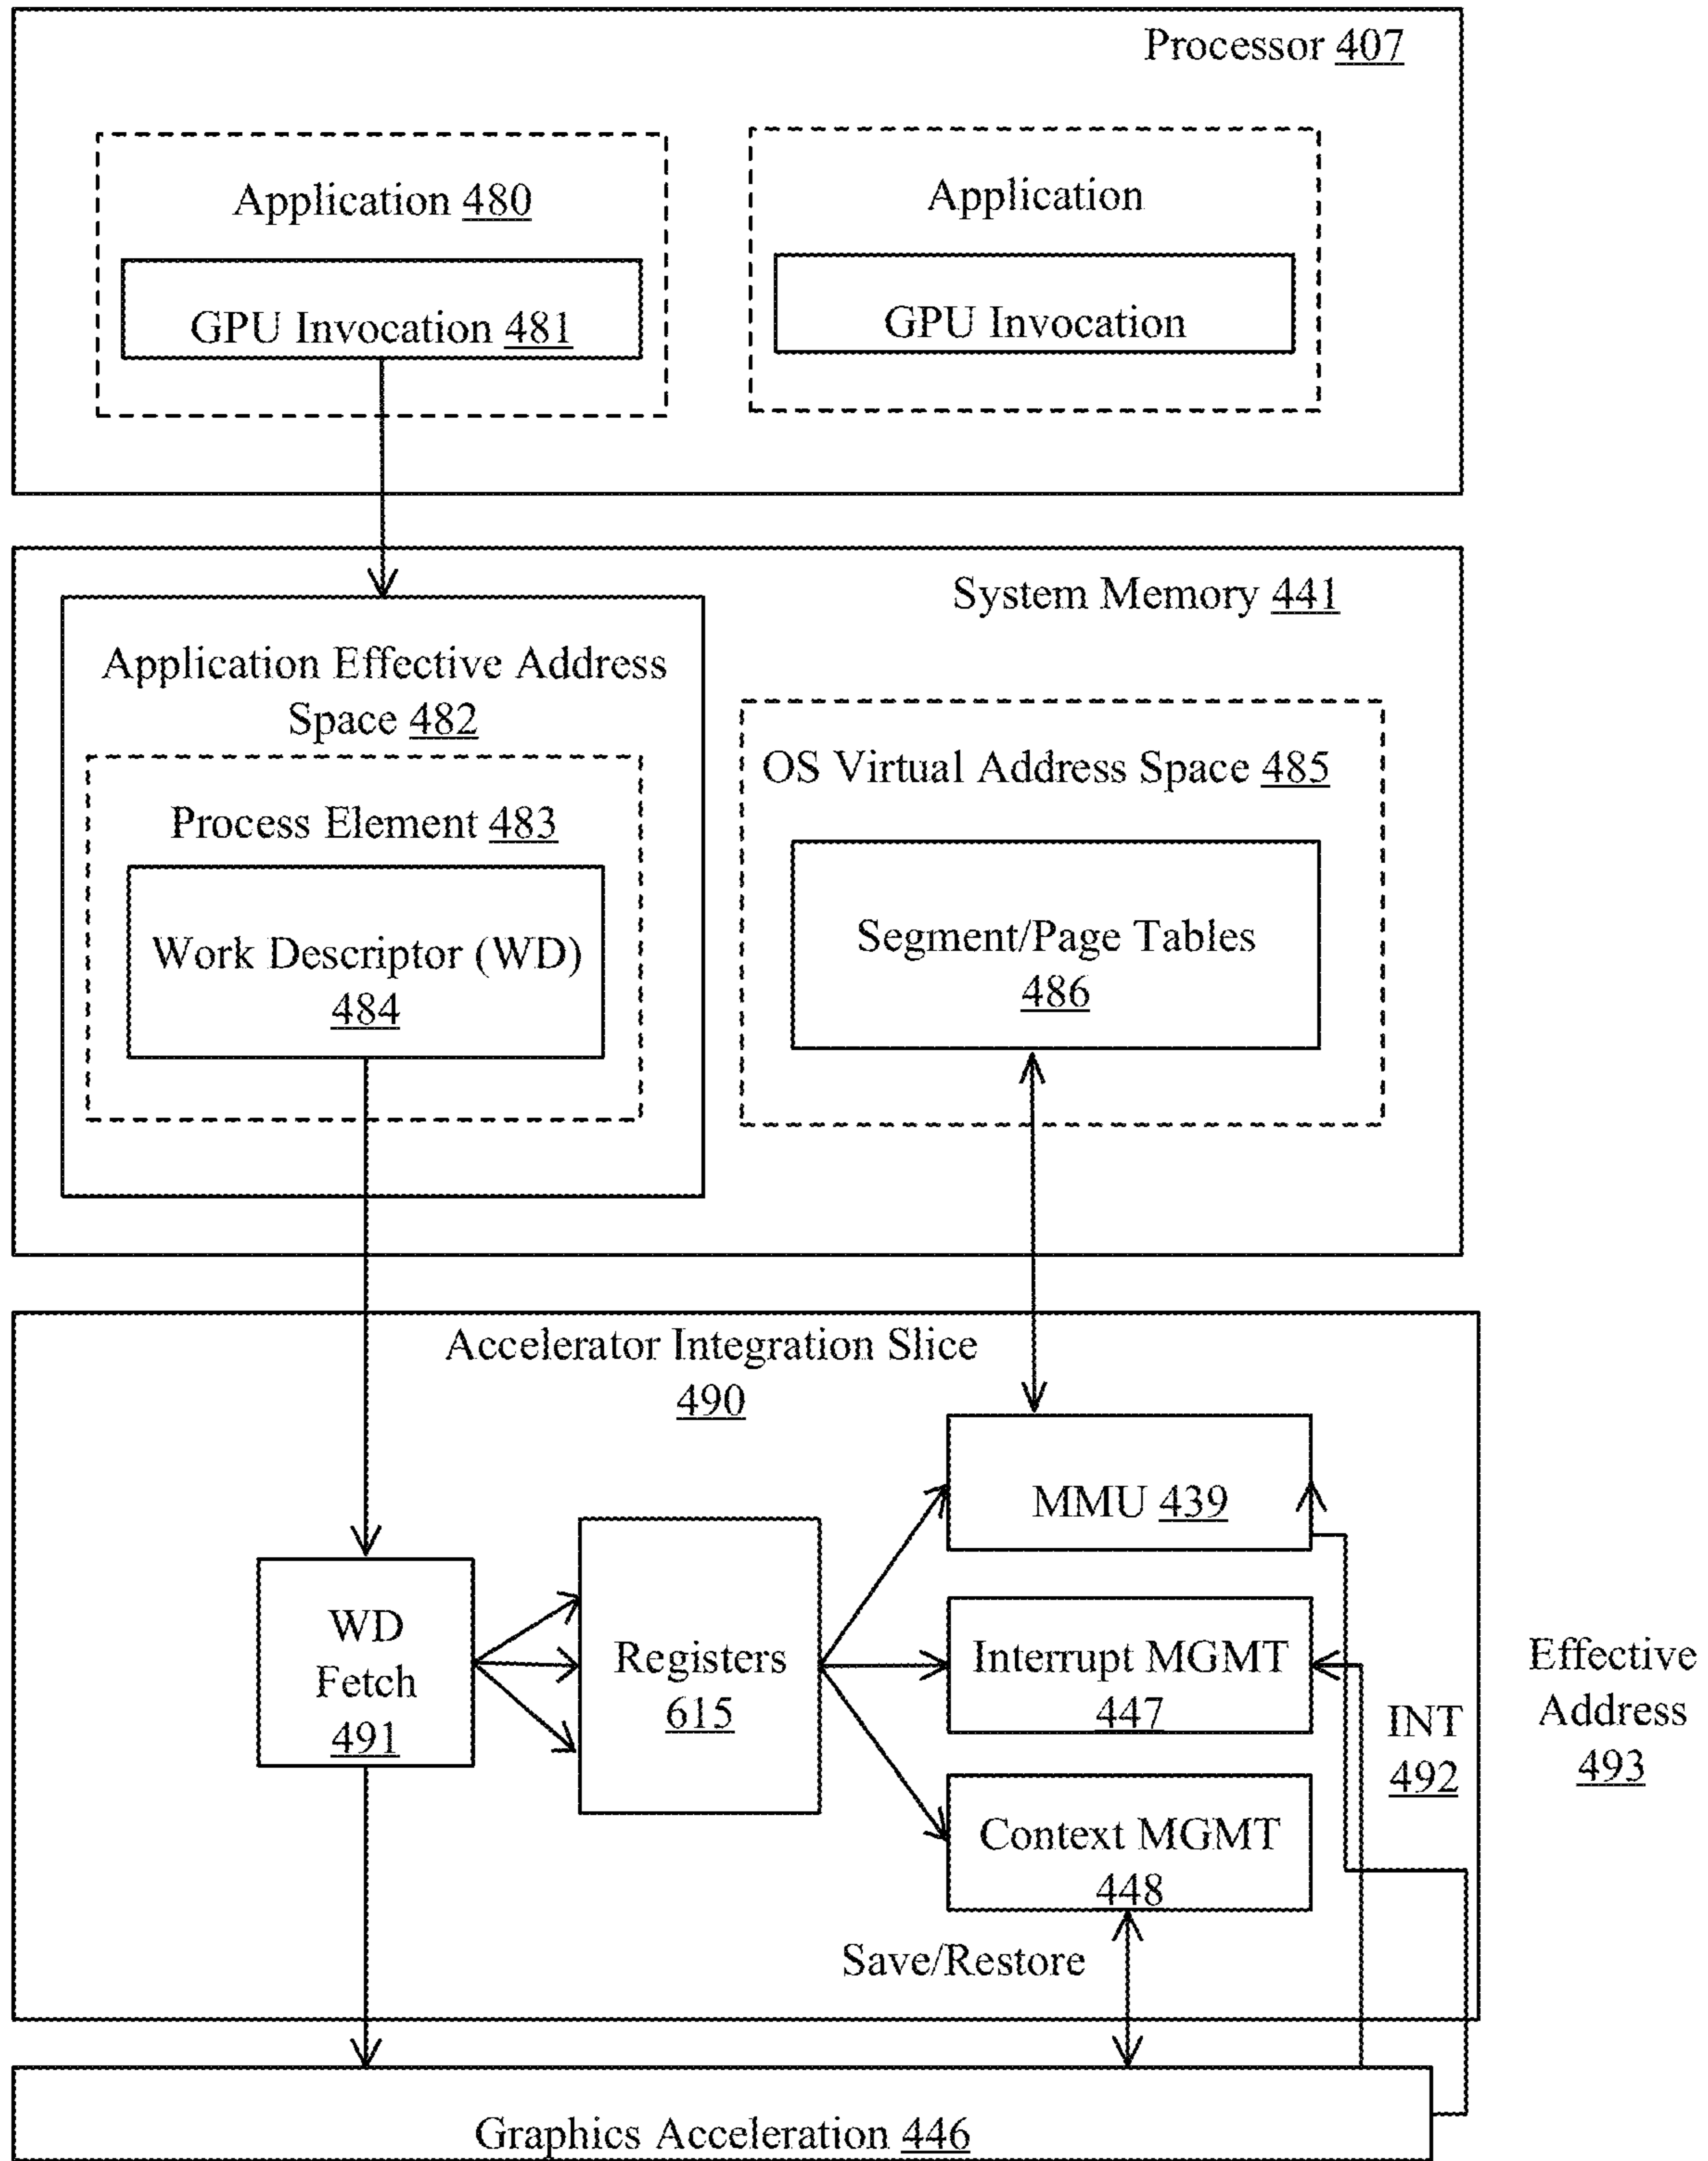 Processor 407
Application 480
GPU Invocation 481
Application
GPU Invocation
System Memory 441
Application Effective Address
Space 482
Process Element 483
Work Descriptor (WD)
484
OS Virtual Address Space 485
Segment/Page Tables
486
Accelerator Integration Slice
490
WD
Fetch
491
Registers
615
MMU 439
Interrupt MGMT
447
Context MGMT
448
INT
492
Effective
Address
493
Save/Restore
Graphics Acceleration 446